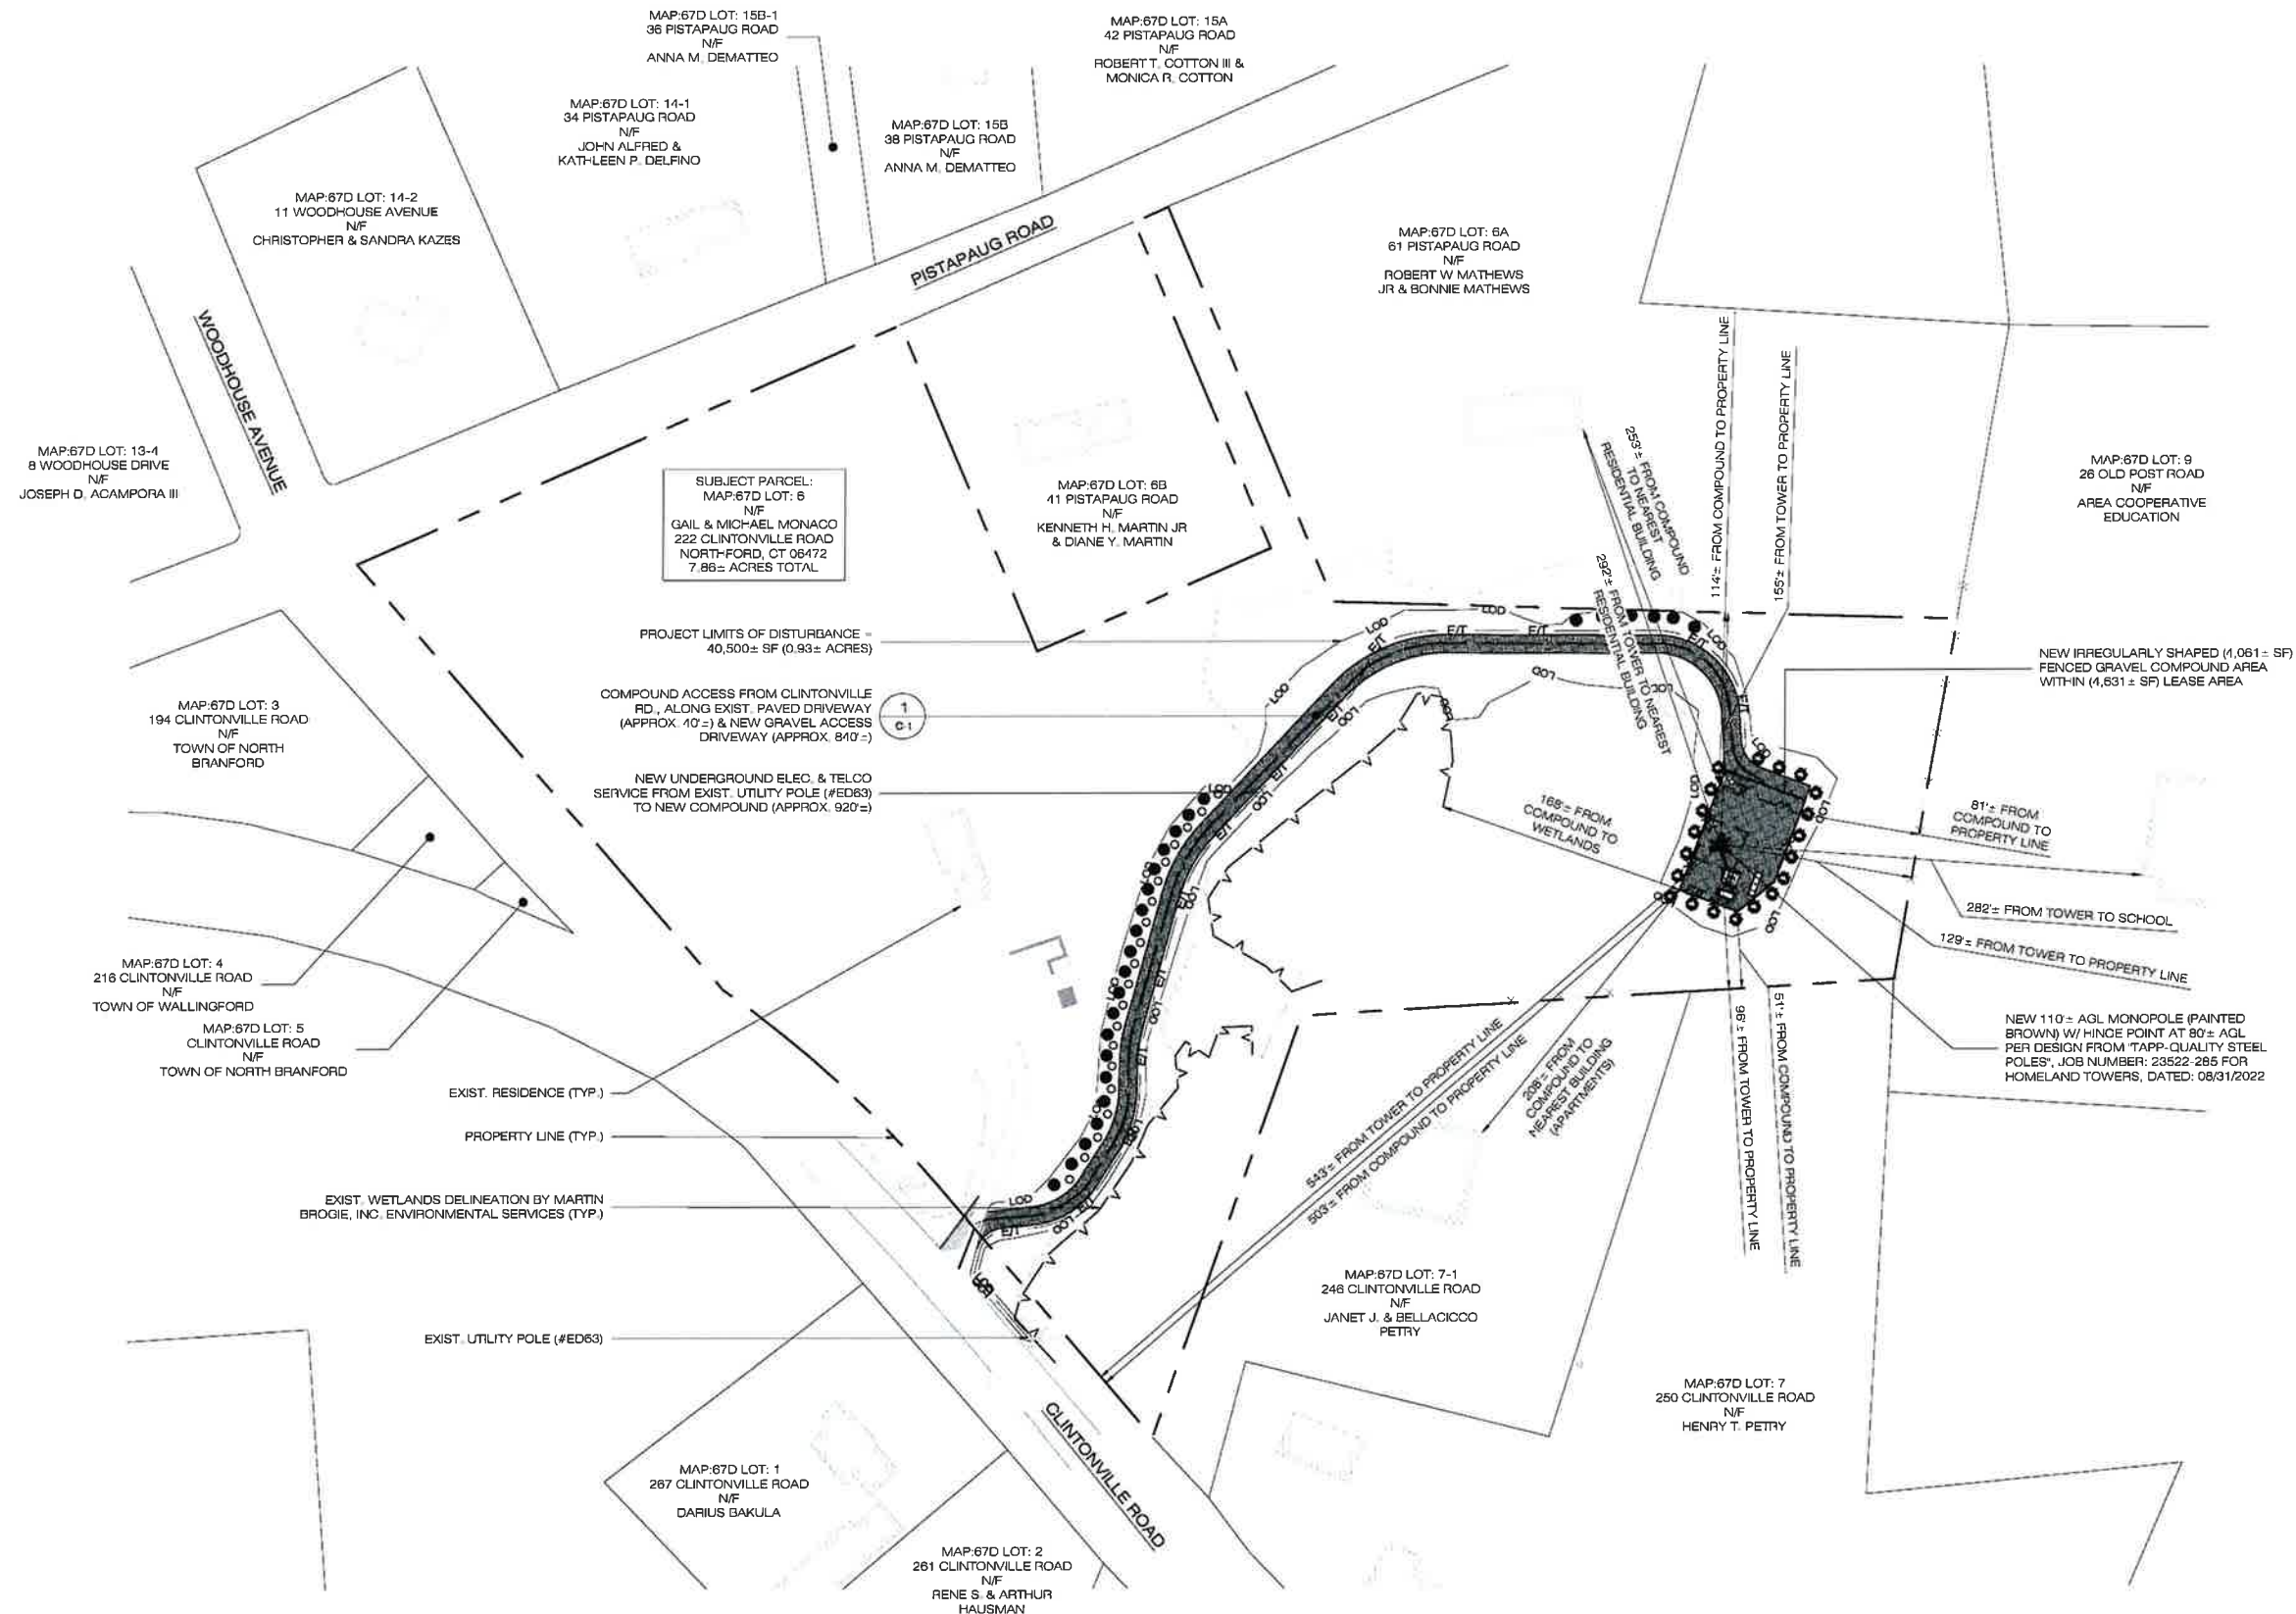 MAP:67D LOT: 15B-1
36 PISTAPAUG ROAD
N/F
ANNA M. DEMATTEO
MAP:67D LOT: 15A
42 PISTAPAUG ROAD
N/F
ROBERT T. COTTON III &
MONICA R. COTTON
MAP:67D LOT: 14-1
34 PISTAPAUG ROAD
N/F
JOHN ALFRED &
KATHLEEN P. DELFINO
MAP:67D LOT: 15B
38 PISTAPAUG ROAD
N/F
ANNA M. DEMATTEO
MAP:67D LOT: 14-2
11 WOODHOUSE AVENUE
N/F
CHRISTOPHER & SANDRA KAZES
PISTAPAUG ROAD
MAP:67D LOT: 6A
61 PISTAPAUG ROAD
N/F
ROBERT W MATHEWS
JR & BONNIE MATHEWS
WOODHOUSE AVENUE
MAP:67D LOT: 13-4
8 WOODHOUSE DRIVE
N/F
JOSEPH D. ACAMPORA III
SUBJECT PARCEL:
MAP:67D LOT: 6
N/F
GAIL & MICHAEL MONACO
222 CLINTONVILLE ROAD
NORTHFORD, CT 06472
7.86± ACRES TOTAL
MAP:67D LOT: 6B
41 PISTAPAUG ROAD
N/F
KENNETH H. MARTIN JR
& DIANE Y. MARTIN
253'± FROM COMPOUND
TO NEAREST
RESIDENTIAL BUILDING
292'± FROM TOWER TO NEAREST
RESIDENTIAL BUILDING
114'± FROM COMPOUND TO PROPERTY LINE
155'± FROM TOWER TO PROPERTY LINE
MAP:67D LOT: 9
26 OLD POST ROAD
N/F
AREA COOPERATIVE
EDUCATION
PROJECT LIMITS OF DISTURBANCE =
40,500± SF (0.93± ACRES)
COMPOUND ACCESS FROM CLINTONVILLE
RD., ALONG EXIST. PAVED DRIVEWAY
(APPROX. 40'±) & NEW GRAVEL ACCESS
DRIVEWAY (APPROX. 840'±)
1
C-1
NEW UNDERGROUND ELEC. & TELCO
SERVICE FROM EXIST. UTILITY POLE (#ED63)
TO NEW COMPOUND (APPROX. 920'±)
NEW IRREGULARLY SHAPED (4,061± SF)
FENCED GRAVEL COMPOUND AREA
WITHIN (4,631± SF) LEASE AREA
MAP:67D LOT: 3
194 CLINTONVILLE ROAD
N/F
TOWN OF NORTH
BRANFORD
LOD
LOD
LOD
LOD
E/T
E/T
E/T
E/T
168'± FROM
COMPOUND TO
WETLANDS
81'± FROM
COMPOUND TO
PROPERTY LINE
282'± FROM TOWER TO SCHOOL
129'± FROM TOWER TO PROPERTY LINE
MAP:67D LOT: 4
216 CLINTONVILLE ROAD
N/F
TOWN OF WALLINGFORD
MAP:67D LOT: 5
CLINTONVILLE ROAD
N/F
TOWN OF NORTH BRANFORD
NEW 110'± AGL MONOPOLE (PAINTED
BROWN) W/ HINGE POINT AT 80'± AGL
PER DESIGN FROM "TAPP-QUALITY STEEL
POLES", JOB NUMBER: 23522-285 FOR
HOMELAND TOWERS, DATED: 08/31/2022
543'± FROM TOWER TO PROPERTY LINE
503'± FROM COMPOUND TO PROPERTY LINE
208'± FROM
COMPOUND TO
NEAREST BUILDING
(APARTMENTS)
96'± FROM TOWER TO PROPERTY LINE
51'± FROM COMPOUND TO PROPERTY LINE
EXIST. RESIDENCE (TYP.)
PROPERTY LINE (TYP.)
EXIST. WETLANDS DELINEATION BY MARTIN
BROGIE, INC. ENVIRONMENTAL SERVICES (TYP.)
EXIST. UTILITY POLE (#ED63)
MAP:67D LOT: 7-1
246 CLINTONVILLE ROAD
N/F
JANET J. & BELLACICCO
PETRY
MAP:67D LOT: 7
250 CLINTONVILLE ROAD
N/F
HENRY T. PETRY
CLINTONVILLE ROAD
MAP:67D LOT: 1
267 CLINTONVILLE ROAD
N/F
DARIUS BAKULA
MAP:67D LOT: 2
261 CLINTONVILLE ROAD
N/F
RENE S. & ARTHUR
HAUSMAN